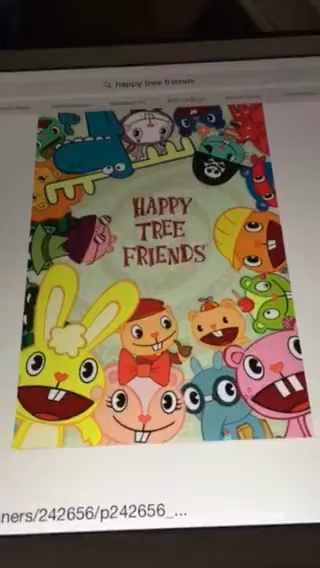 happy tree friends
HAPPY
TREE
FRIENDS
ners/242656/p242656_...